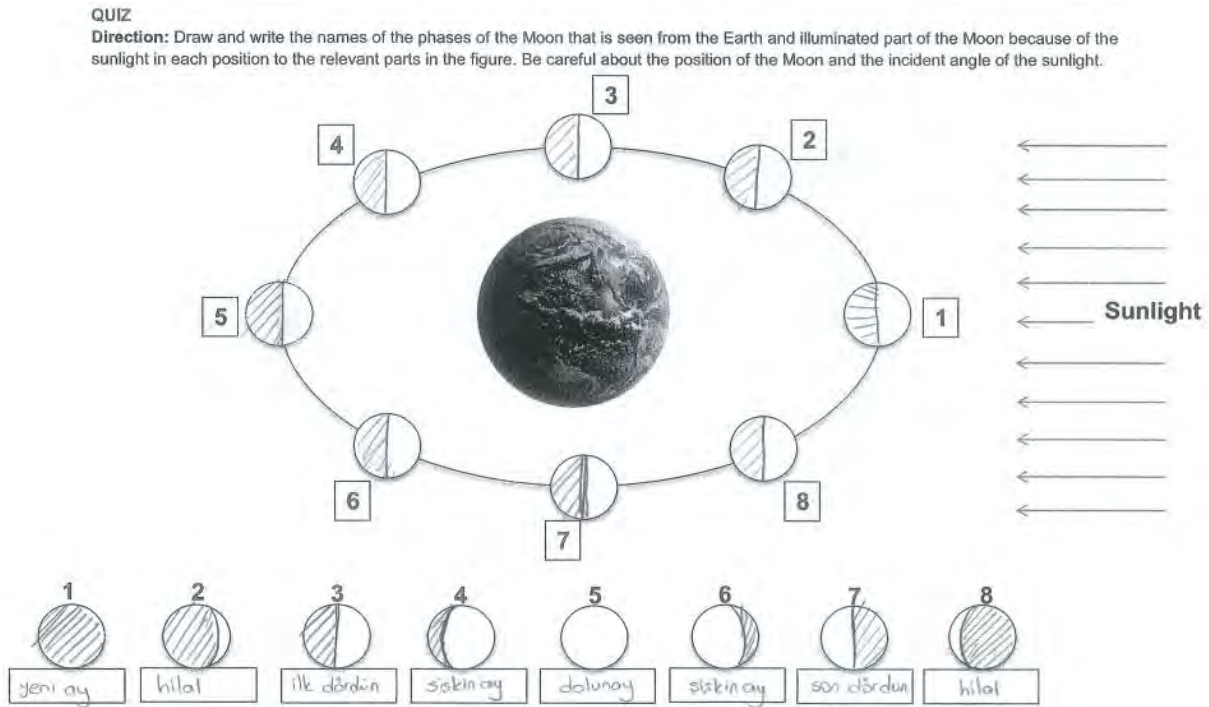 QUIZ
Direction: Draw and write the names of the phases of the Moon that is seen from the Earth and illuminated part of the Moon because of the
sunlight in each position to the relevant parts in the figure. Be careful about the position of the Moon and the incident angle of the sunlight.
3
4
2
5
1
Sunlight
6
8
7
1 2 3 4 5 6 7 8
yeni ay hilal ilk dördün şişkin ay dolunay şişkin ay son dördün hilal